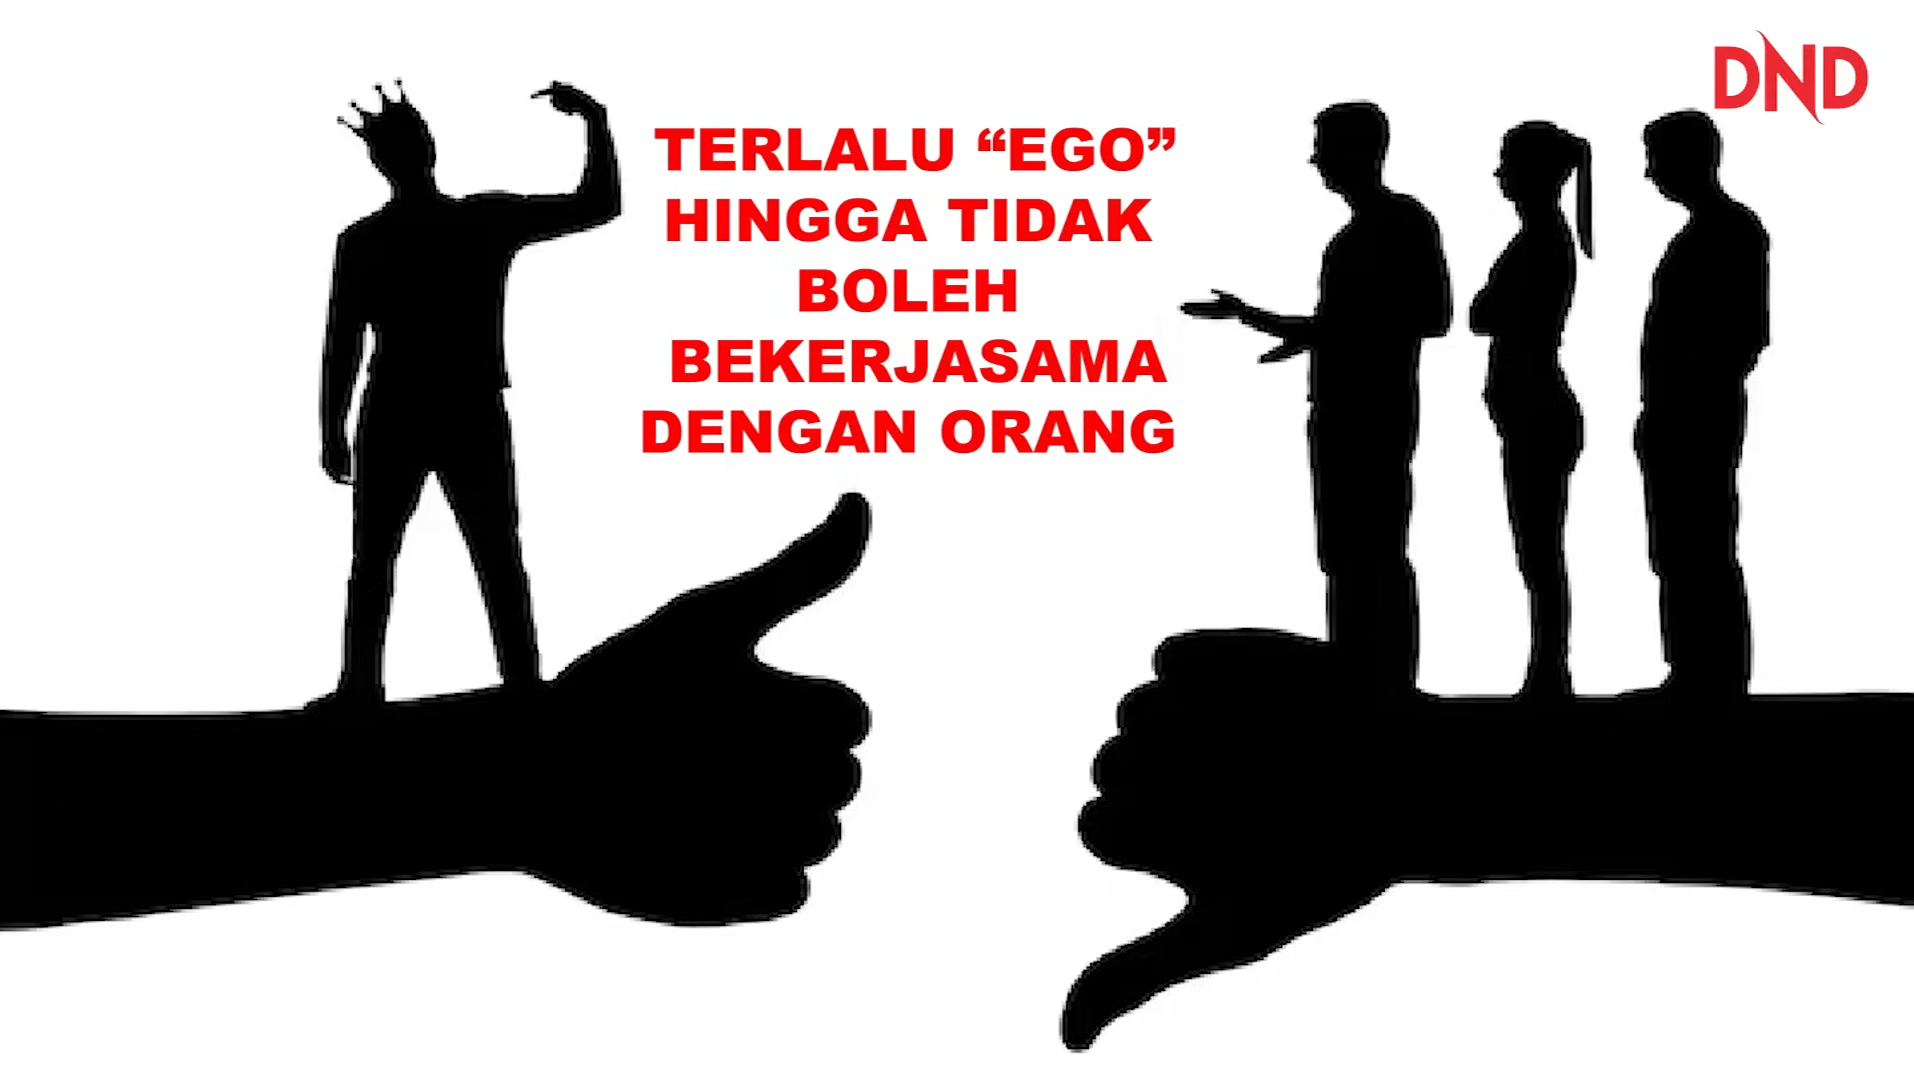 DND
TERLALU “EGO”
HINGGA TIDAK
BOLEH
BEKERJASAMA
DENGAN ORANG